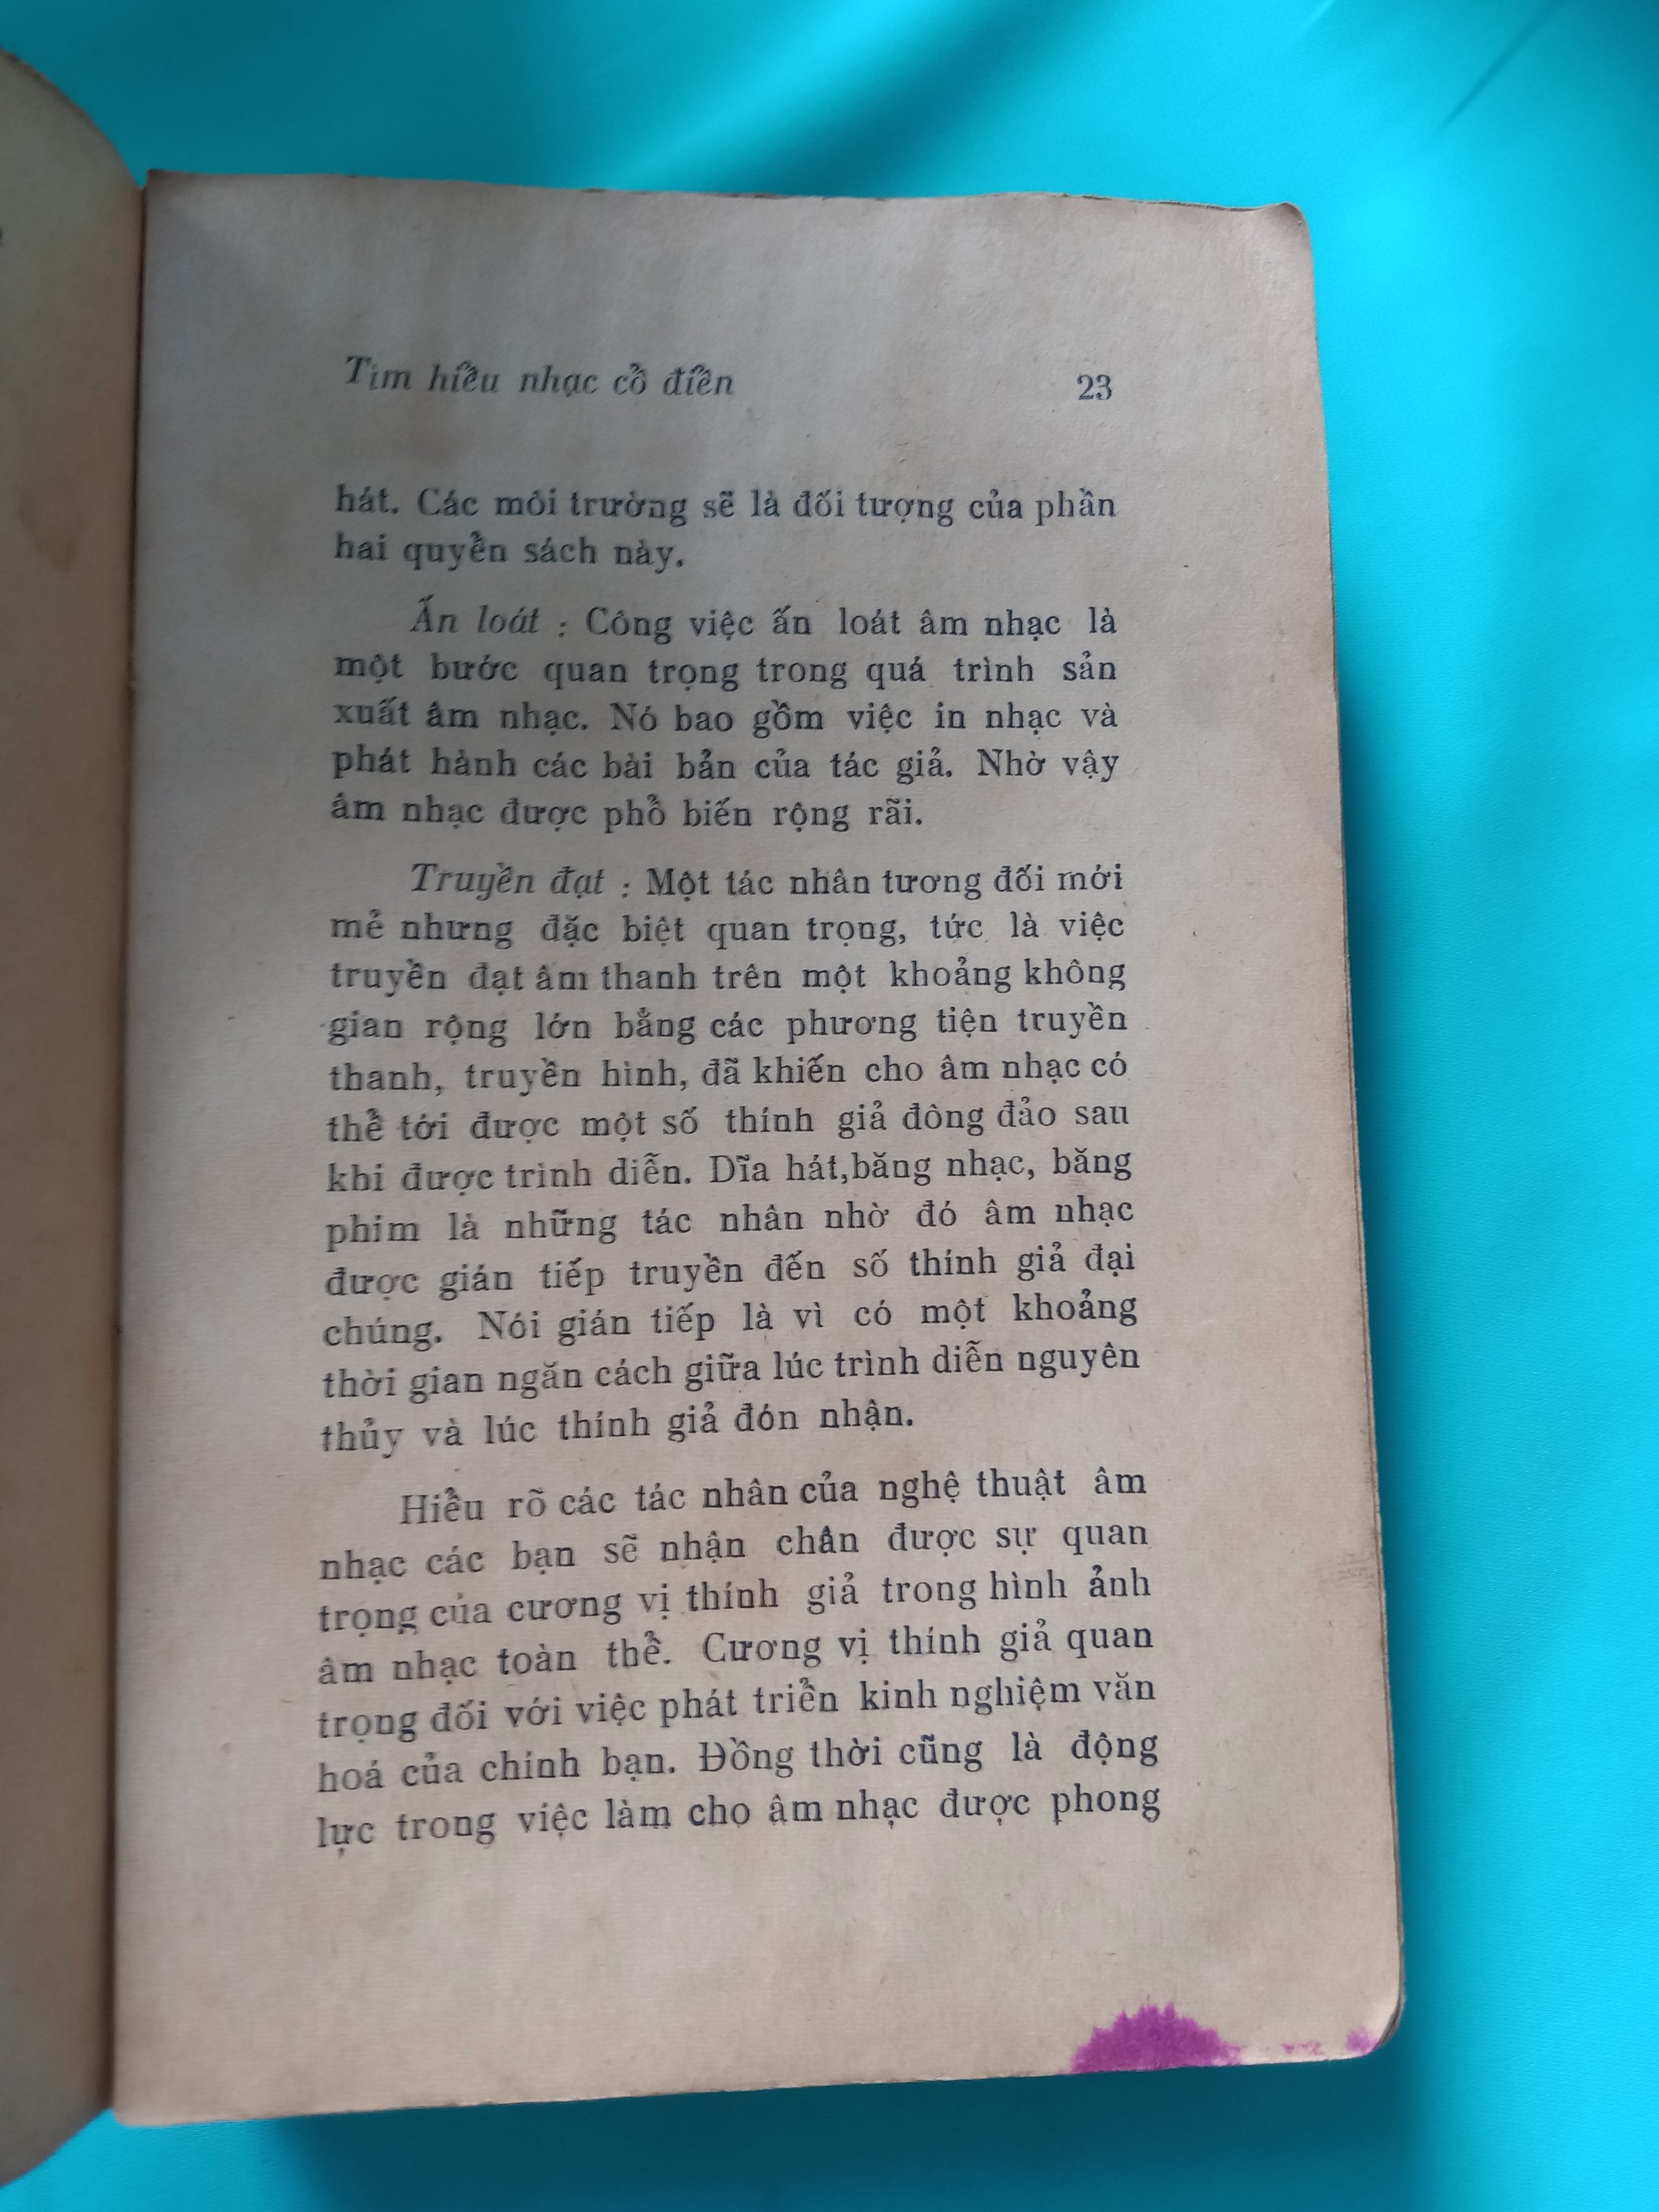 Tìm hiểu nhạc cổ điển 23
hát. Các môi trường sẽ là đối tượng của phần
hai quyển sách này.
Ấn loát : Công việc ấn loát âm nhạc là
một bước quan trọng trong quá trình sản
xuất âm nhạc. Nó bao gồm việc in nhạc và
phát hành các bài bản của tác giả. Nhờ vậy
âm nhạc được phổ biến rộng rãi.
Truyền đạt : Một tác nhân tương đối mới
mẻ nhưng đặc biệt quan trọng, tức là việc
truyền đạt âm thanh trên một khoảng không
gian rộng lớn bằng các phương tiện truyền
thanh, truyền hình, đã khiến cho âm nhạc có
thể tới được một số thính giả đông đảo sau
khi được trình diễn. Dĩa hát,băng nhạc, băng
phim là những tác nhân nhờ đó âm nhạc
được gián tiếp truyền đến số thính giả đại
chúng. Nói gián tiếp là vì có một khoảng
thời gian ngăn cách giữa lúc trình diễn nguyên
thủy và lúc thính giả đón nhận.
Hiểu rõ các tác nhân của nghệ thuật âm
nhạc các bạn sẽ nhận chân được sự quan
trọng của cương vị thính giả trong hình ảnh
âm nhạc toàn thể. Cương vị thính giả quan
trọng đối với việc phát triển kinh nghiệm văn
hoá của chính bạn. Đồng thời cũng là động
lực trong việc làm cho âm nhạc được phong